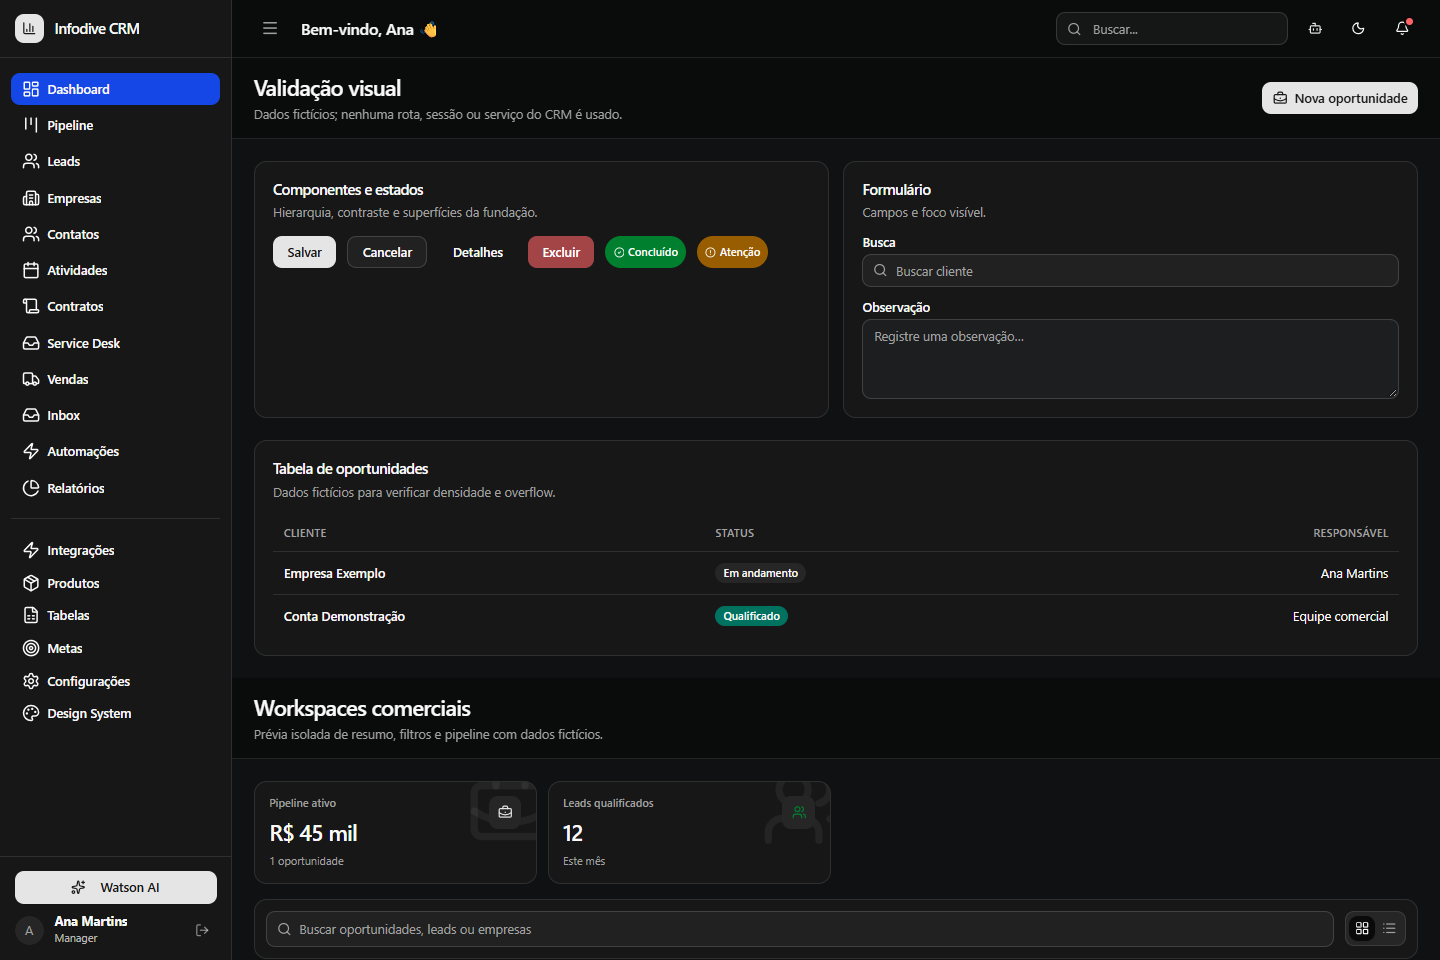 Infodive CRM
Bem-vindo, Ana 👋
Buscar...
Dashboard
Pipeline
Leads
Empresas
Contatos
Atividades
Contratos
Service Desk
Vendas
Inbox
Automações
Relatórios
Integrações
Produtos
Tabelas
Metas
Configurações
Design System
Watson AI
A
Ana Martins
Manager
Validação visual
Dados fictícios; nenhuma rota, sessão ou serviço do CRM é usado.
Nova oportunidade
Componentes e estados
Hierarquia, contraste e superfícies da fundação.
Salvar Cancelar Detalhes Excluir Concluído Atenção
Formulário
Campos e foco visível.
Busca
Buscar cliente
Observação
Registre uma observação...
Tabela de oportunidades
Dados fictícios para verificar densidade e overflow.
CLIENTE STATUS RESPONSÁVEL
Empresa Exemplo Em andamento Ana Martins
Conta Demonstração Qualificado Equipe comercial
Workspaces comerciais
Prévia isolada de resumo, filtros e pipeline com dados fictícios.
Pipeline ativo
R$ 45 mil
1 oportunidade
Leads qualificados
12
Este mês
Buscar oportunidades, leads ou empresas